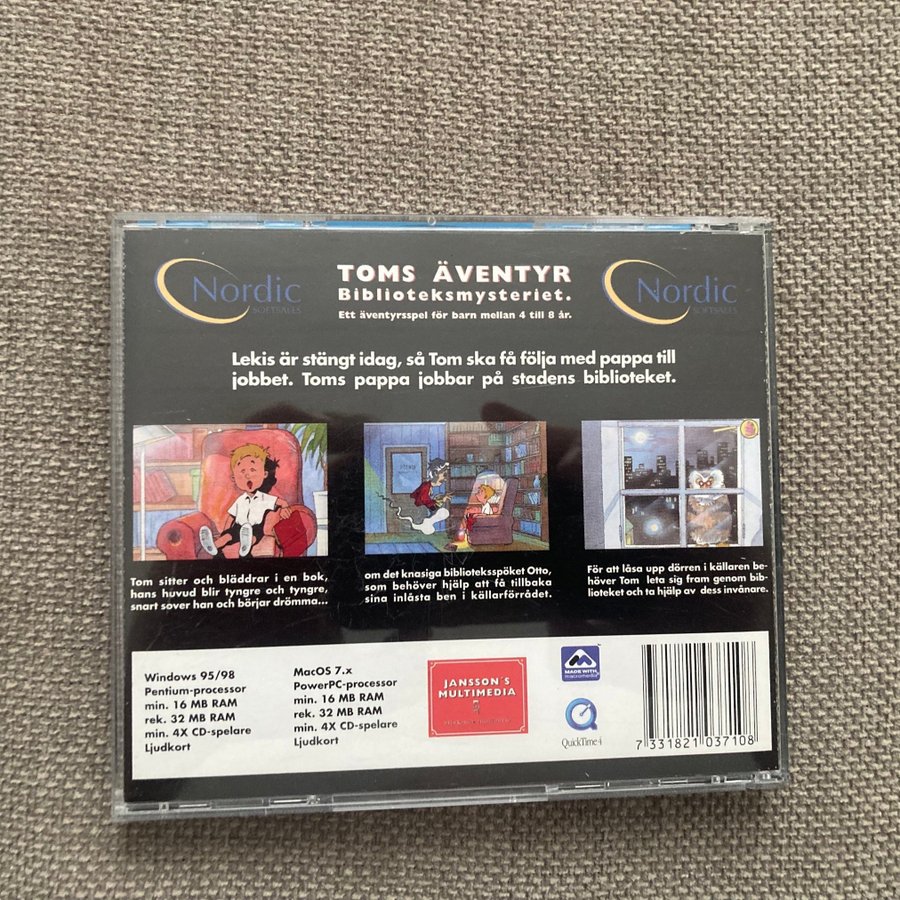 Nordic
SOFTSALES
TOMS ÄVENTYR
Biblioteksmysteriet.
Ett äventyrsspel för barn mellan 4 till 8 år.
Nordic
SOFTSALES
Lekis är stängt idag, så Tom ska få följa med pappa till
jobbet. Toms pappa jobbar på stadens biblioteket.
Tom sitter och bläddrar i en bok,
hans huvud blir tyngre och tyngre,
snart sover han och börjar drömma...
om det knasiga biblioteksspöket Otto,
som behöver hjälp att få tillbaka
sina inlåsta ben i källarförrådet.
För att låsa upp dörren i källaren be-
höver Tom leta sig fram genom bib-
lioteket och ta hjälp av dess invånare.
Windows 95/98
Pentium-processor
min. 16 MB RAM
rek. 32 MB RAM
min. 4X CD-spelare
Ljudkort
MacOS 7.x
PowerPC-processor
min. 16 MB RAM
rek. 32 MB RAM
min. 4X CD-spelare
Ljudkort
JANSSON'S
MULTIMEDIA
MADE WITH
macromedia
QuickTime 4
7 331821 037108